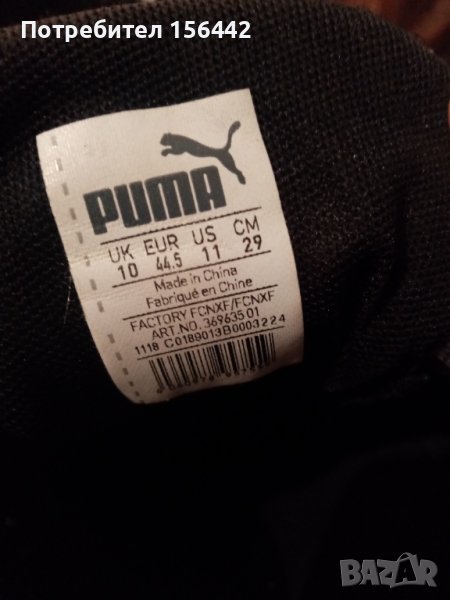 Потребител 156442
PUMA
UK EUR US CM
10 44.5 11 29
Made in China
Fabriqué en Chine
FACTORY FCNXF/FCNXF
ART.NO. 369635 01
1118 C0189013B0003224
BAZAR